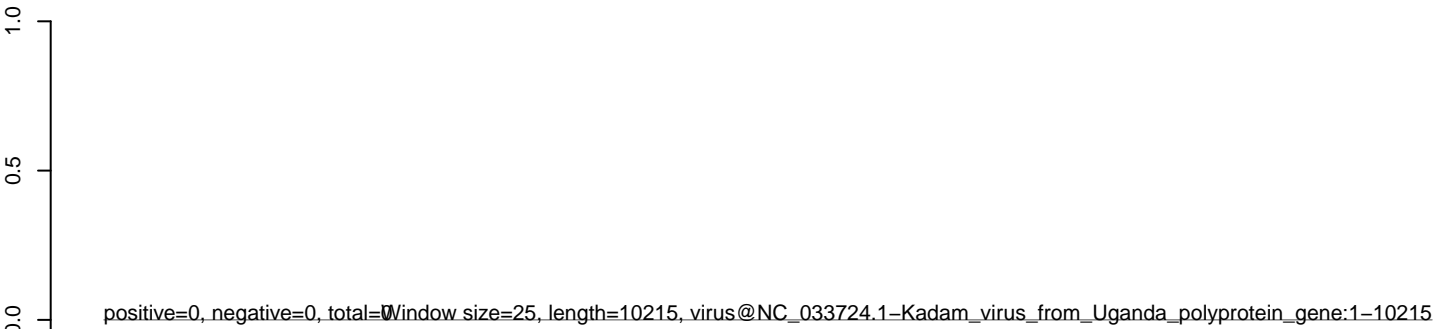 1.0
0.5
0.0
positive=0, negative=0, total=0
Window size=25, length=10215, virus@NC_033724.1−Kadam_virus_from_Uganda_polyprotein_gene:1−10215